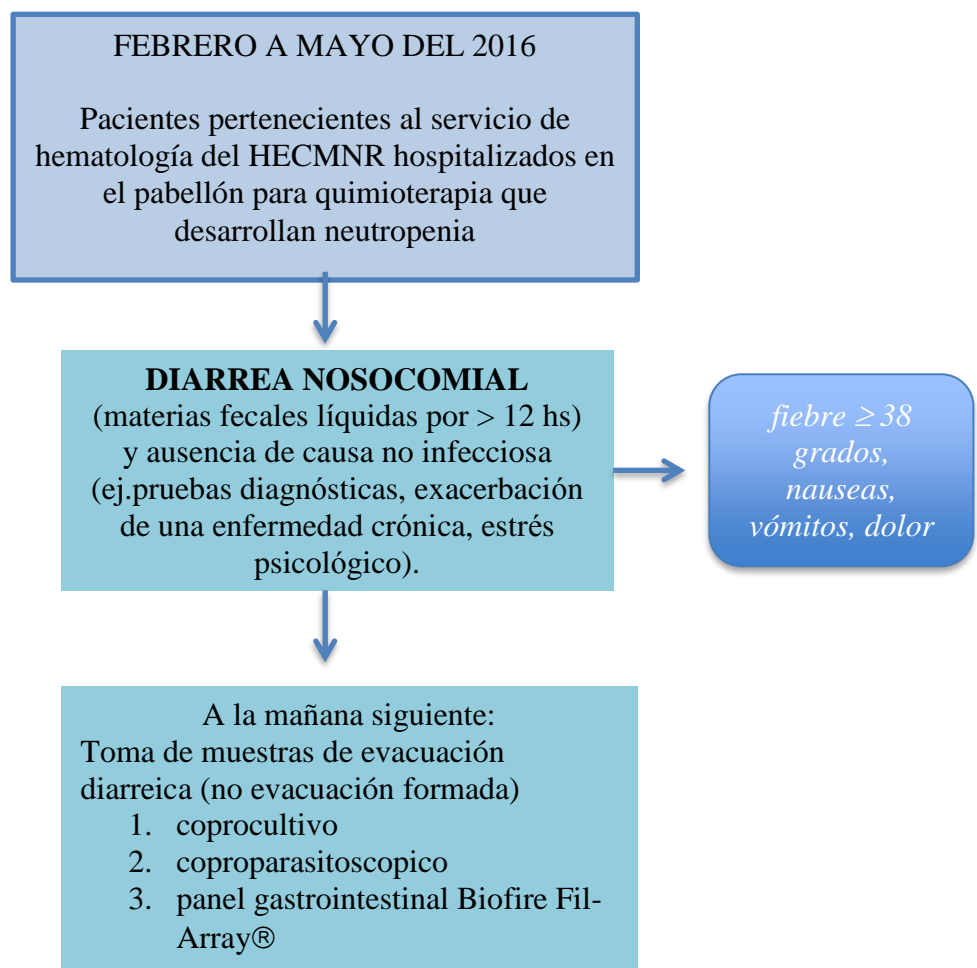 FEBRERO A MAYO DEL 2016
Pacientes pertenecientes al servicio de
hematología del HECMNR hospitalizados en
el pabellón para quimioterapia que
desarrollan neutropenia
DIARREA NOSOCOMIAL
(materias fecales líquidas por > 12 hs)
y ausencia de causa no infecciosa
(ej.pruebas diagnósticas, exacerbación
de una enfermedad crónica, estrés
psicológico).
fiebre ≥ 38
grados,
nauseas,
vómitos, dolor
A la mañana siguiente:
Toma de muestras de evacuación
diarreica (no evacuación formada)
1. coprocultivo
2. coproparasitoscopico
3. panel gastrointestinal Biofire Fil-
Array®